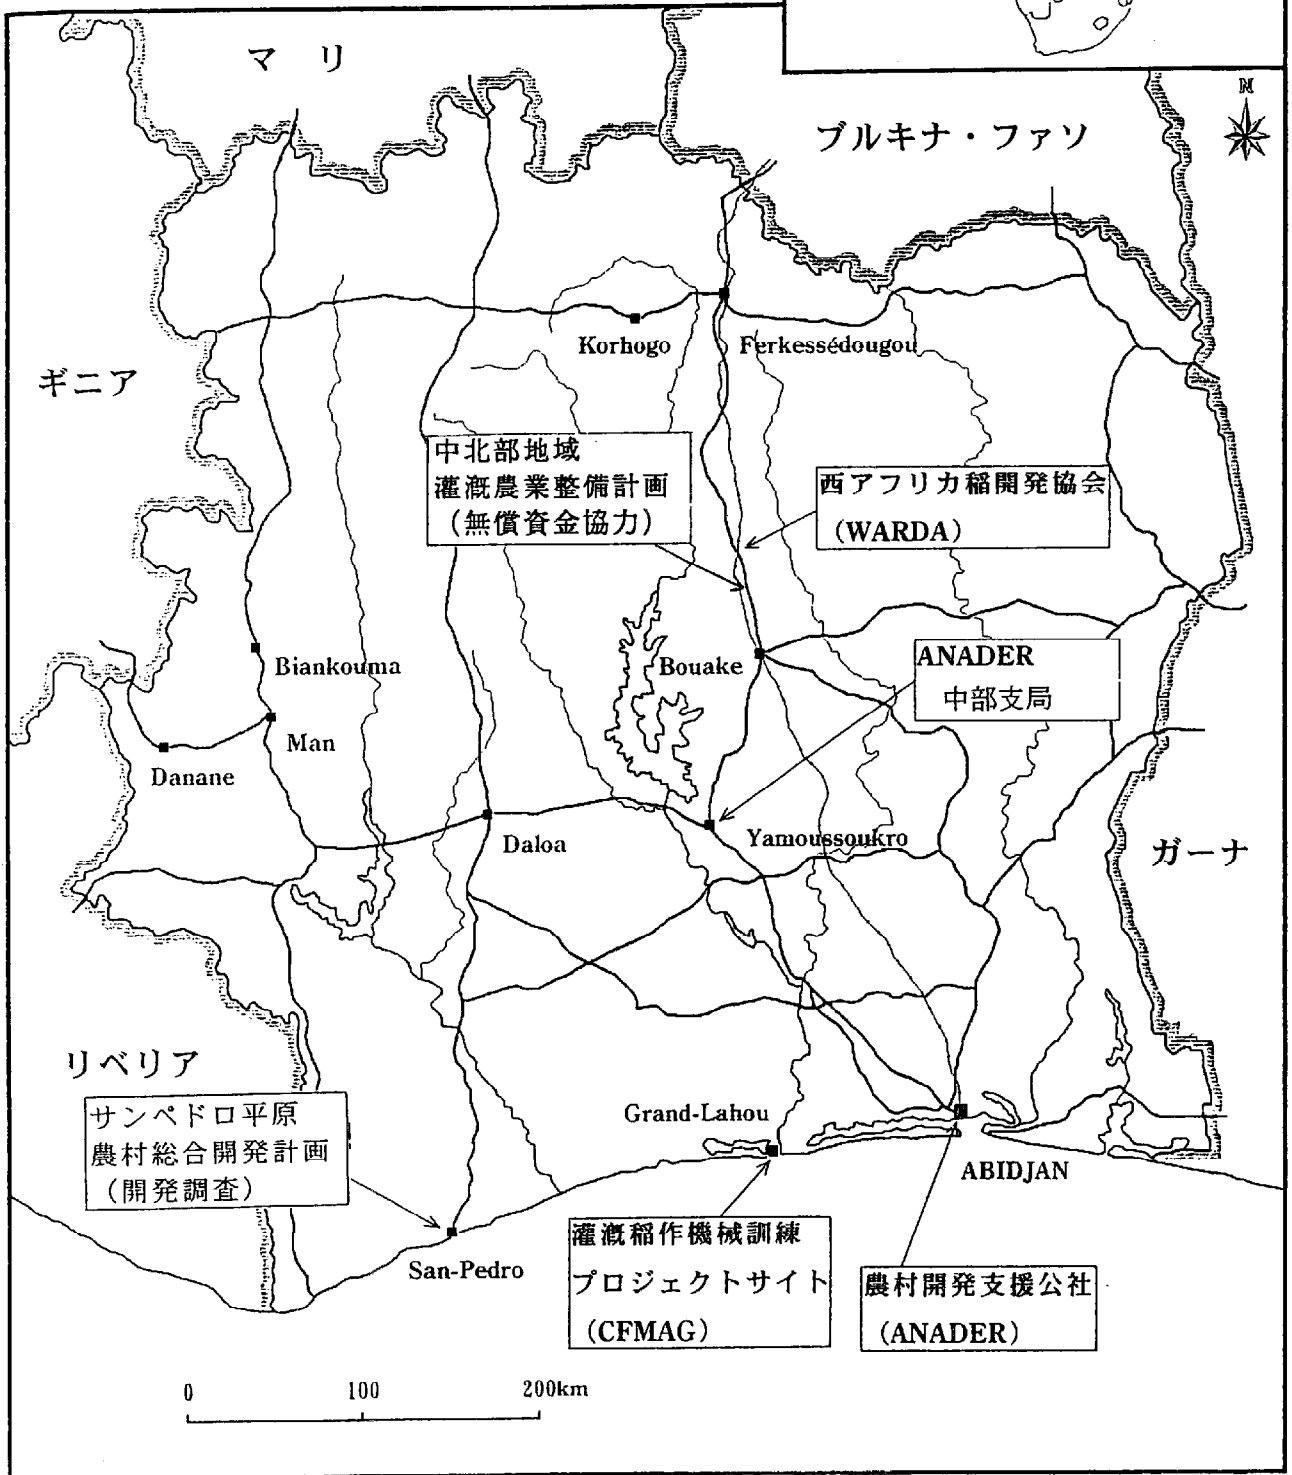 マ リ
N
ブルキナ・ファソ
Korhogo
Ferkessédougou
ギニア
中北部地域
灌漑農業整備計画
(無償資金協力)
西アフリカ稲開発協会
(WARDA)
Biankouma
Bouake
ANADER
中部支局
Man
Danane
Daloa
Yamoussoukro
ガーナ
リベリア
サンペドロ平原
農村総合開発計画
(開発調査)
Grand-Lahou
ABIDJAN
San-Pedro
灌漑稲作機械訓練
プロジェクトサイト
(CFMAG)
農村開発支援公社
(ANADER)
0 100 200km